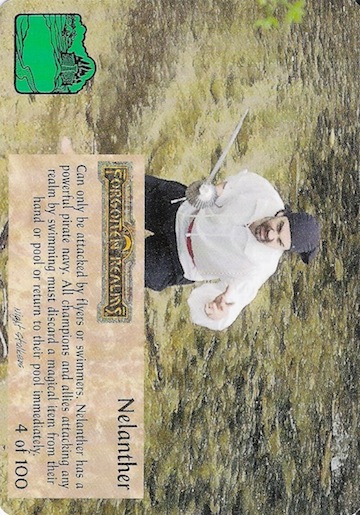 FORGOTTEN REALMS
Nelanther
Can only be attacked by flyers or swimmers. Nelanther has a
powerful pirate navy. All champions and allies attacking any
realm by swimming must discard a magical item from their
hand or pool or return to their pool immediately.
4 of 100